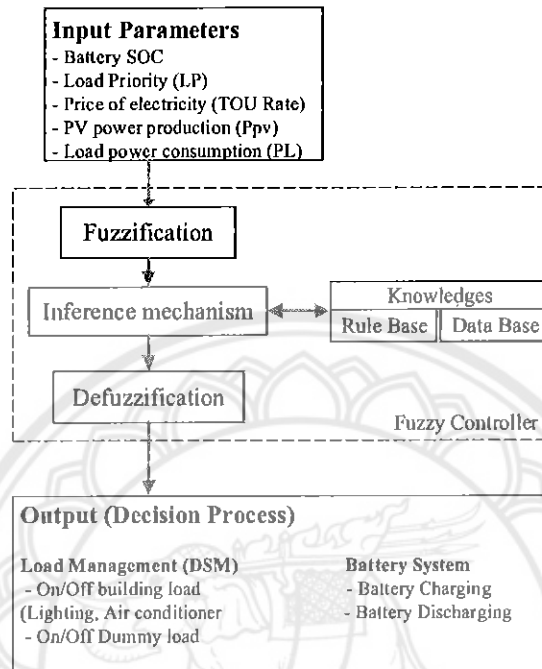 Input Parameters
- Battery SOC
- Load Priority (LP)
- Price of electricity (TOU Rate)
- PV power production (Ppv)
- Load power consumption (PL)
Fuzzification
Inference mechanism
Knowledges
Rule Base
Data Base
Defuzzification
Fuzzy Controller
Output (Decision Process)
Load Management (DSM)
- On/Off building load
(Lighting, Air conditioner
- On/Off Dummy load
Battery System
- Battery Charging
- Battery Discharging